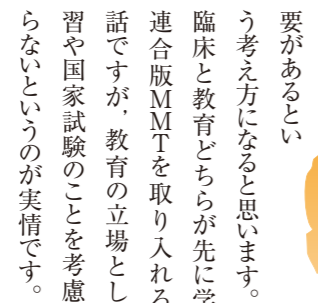 要があるとい
う考え方になると思います。
臨床と教育どちらが先に学
連合版MMTを取り入れる
話ですが，教育の立場とし
習や国家試験のことを考慮
らないというのが実情です。